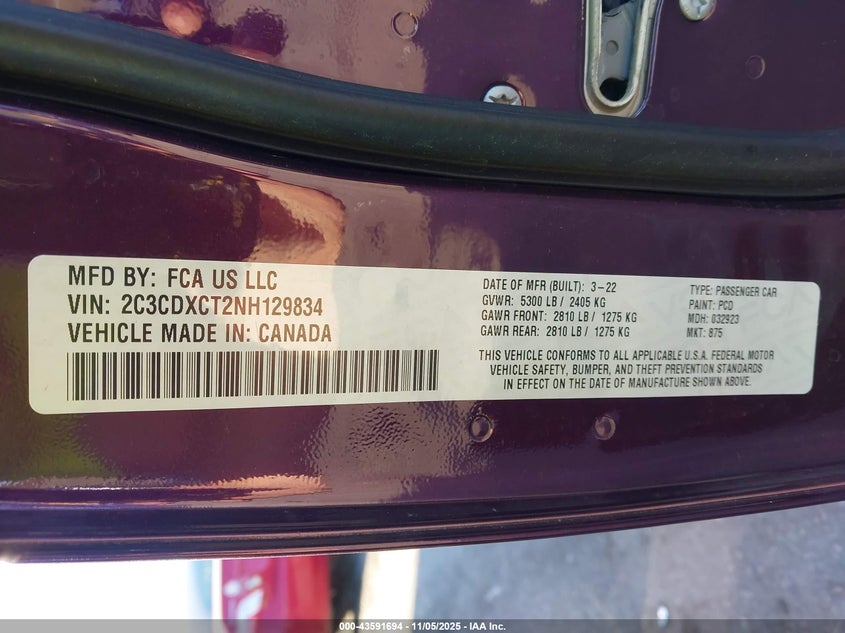 MFD BY: FCA US LLC
VIN: 2C3CDXCT2NH129834
VEHICLE MADE IN: CANADA
DATE OF MFR (BUILT): 3-22
GVWR: 5300 LB / 2405 KG
GAWR FRONT: 2810 LB / 1275 KG
GAWR REAR: 2810 LB / 1275 KG
TYPE: PASSENGER CAR
PAINT: PCD
MDH: 032923
MKT: 875
THIS VEHICLE CONFORMS TO ALL APPLICABLE U.S.A. FEDERAL MOTOR
VEHICLE SAFETY, BUMPER, AND THEFT PREVENTION STANDARDS
IN EFFECT ON THE DATE OF MANUFACTURE SHOWN ABOVE.
000-43591694 - 11/05/2025 - IAA Inc.